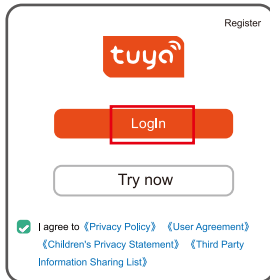 Register
tuya
LogIn
Try now
I agree to 《Privacy Policy》 《User Agreement》
《Children's Privacy Statement》 《Third Party
Information Sharing List》